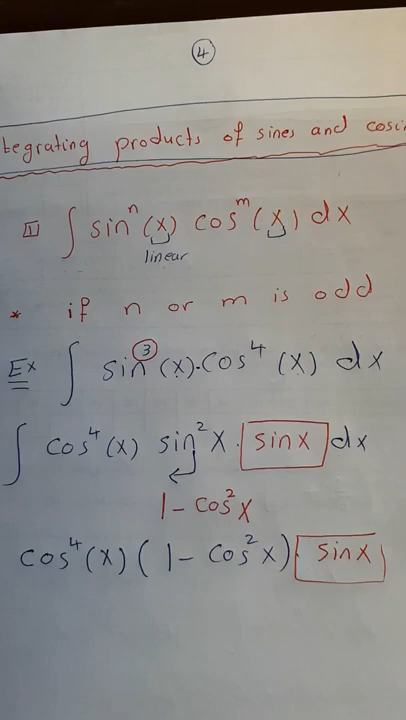 4
tegrating products of sines and cosin
II ∫ sinⁿ (x) cosᵐ (x) dx
linear
* if n or m is odd
Ex ∫ sin³ (x).cos⁴ (x) dx
∫ cos⁴(x) sin²x. sinx dx
1 - cos²x
cos⁴(x) ( 1 - cos²x). sinx